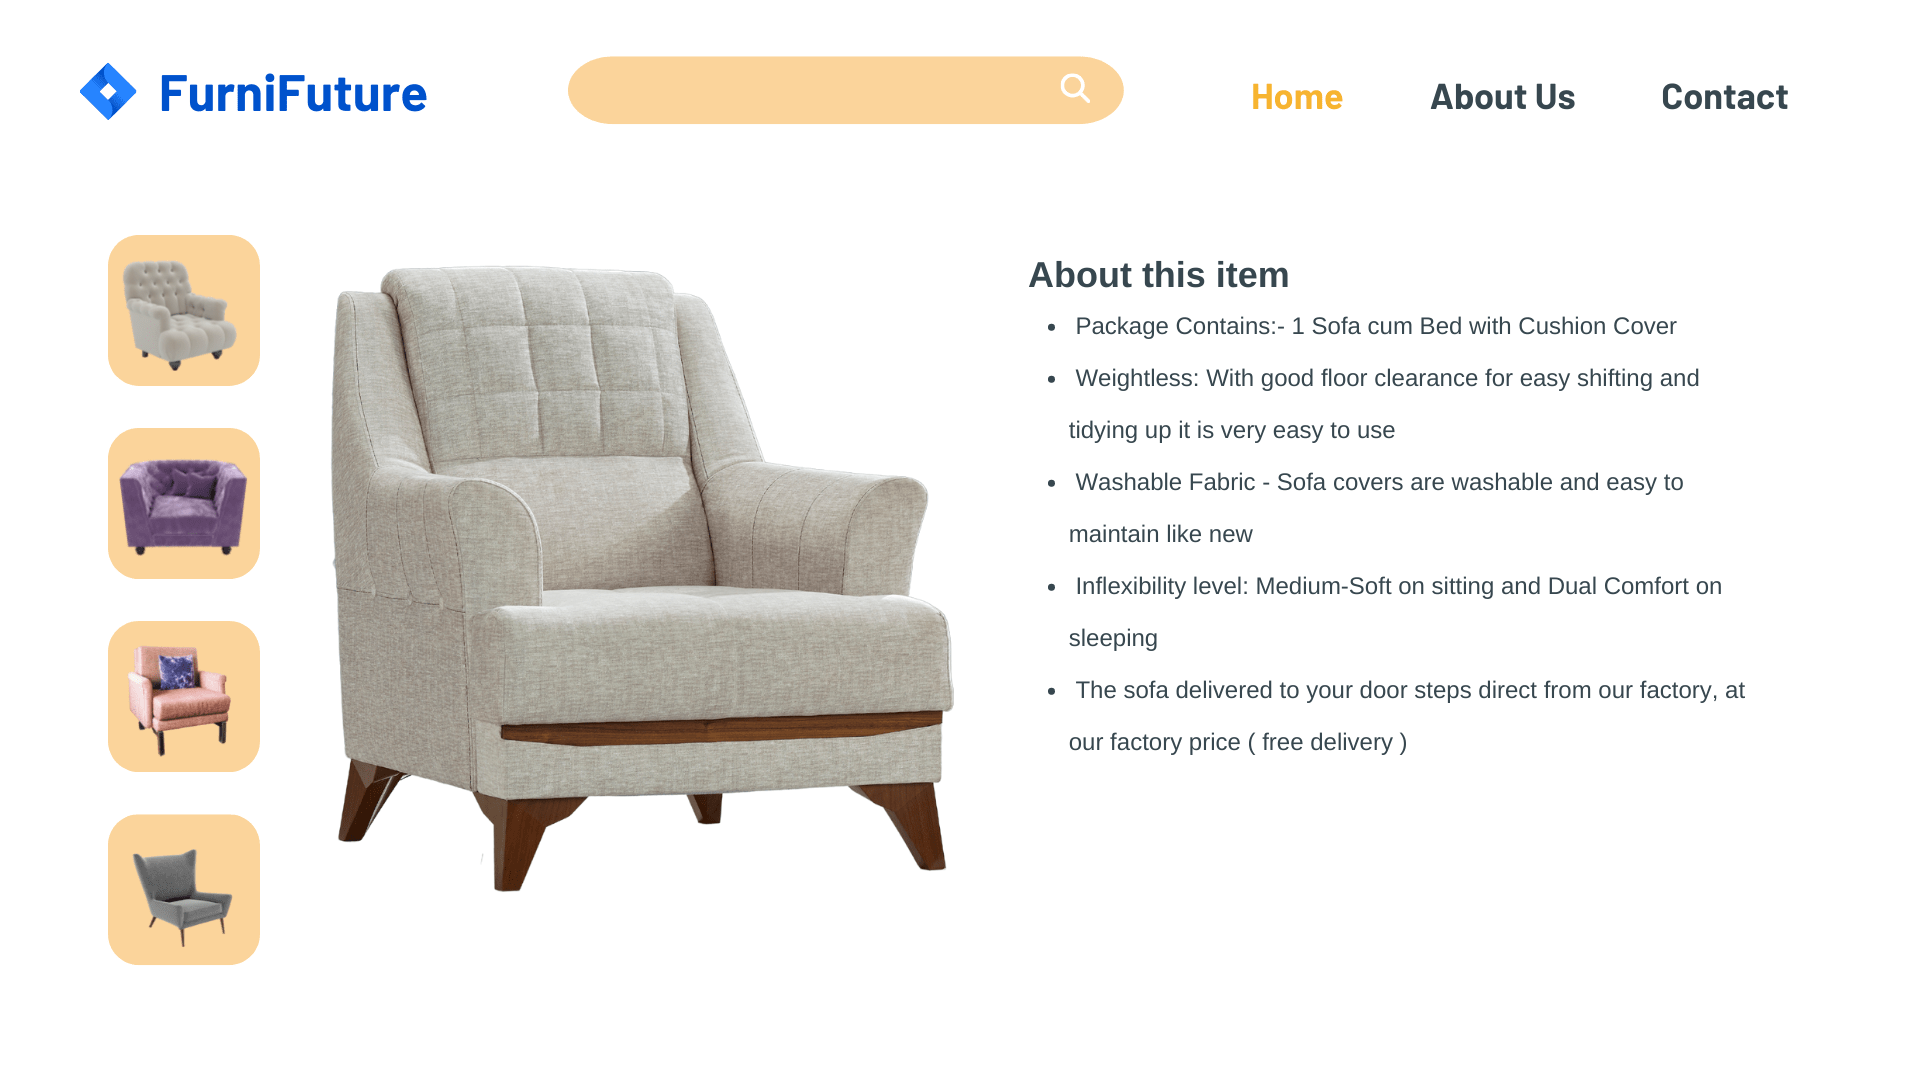 FurniFuture
Home
About Us
Contact
About this item
• Package Contains:- 1 Sofa cum Bed with Cushion Cover
• Weightless: With good floor clearance for easy shifting and
tidying up it is very easy to use
• Washable Fabric - Sofa covers are washable and easy to
maintain like new
• Inflexibility level: Medium-Soft on sitting and Dual Comfort on
sleeping
• The sofa delivered to your door steps direct from our factory, at
our factory price ( free delivery )